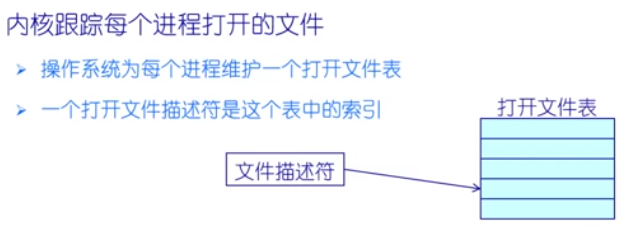 内核跟踪每个进程打开的文件
操作系统为每个进程维护一个打开文件表
一个打开文件描述符是这个表中的索引
打开文件表
文件描述符